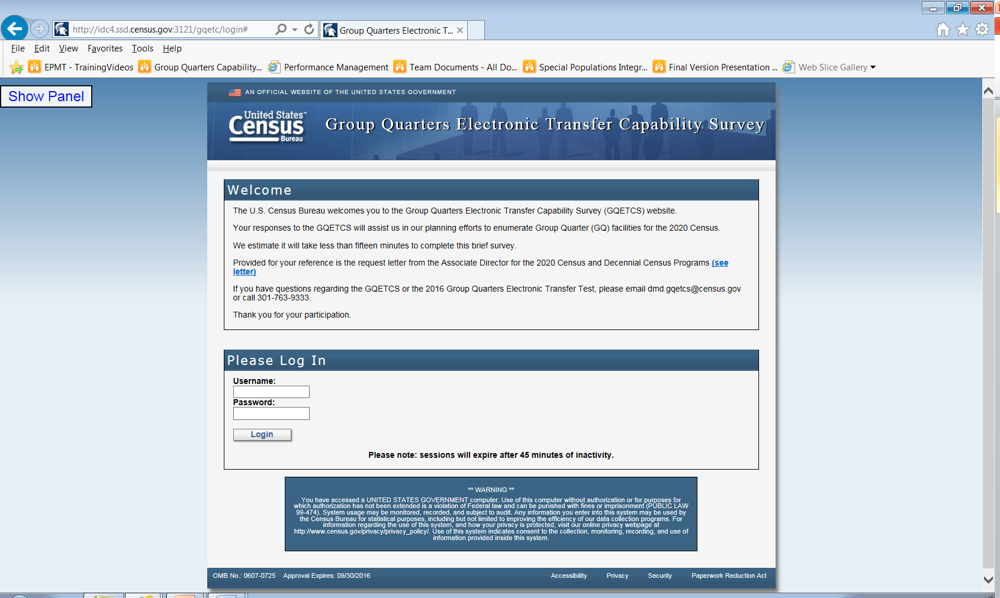 http://idc4.ssd.census.gov:3121/gqetc/login#
Group Quarters Electronic T...
File Edit View Favorites Tools Help
EPMT - TrainingVideos Group Quarters Capability... Performance Management Team Documents - All Do... Special Populations Integr... Final Version Presentation ... Web Slice Gallery
Show Panel
AN OFFICIAL WEBSITE OF THE UNITED STATES GOVERNMENT
United States™
Census
Bureau
Group Quarters Electronic Transfer Capability Survey
Welcome
The U.S. Census Bureau welcomes you to the Group Quarters Electronic Transfer Capability Survey (GQETCS) website.
Your responses to the GQETCS will assist us in our planning efforts to enumerate Group Quarter (GQ) facilities for the 2020 Census.
We estimate it will take less than fifteen minutes to complete this brief survey.
Provided for your reference is the request letter from the Associate Director for the 2020 Census and Decennial Census Programs (see
letter)
If you have questions regarding the GQETCS or the 2016 Group Quarters Electronic Transfer Test, please email dmd.gqetcs@census.gov
or call 301-763-9333.
Thank you for your participation.
Please Log In
Username:
Password:
Login
Please note: sessions will expire after 45 minutes of inactivity.
** WARNING **
You have accessed a UNITED STATES GOVERNMENT computer. Use of this computer without authorization or for purposes for
which authorization has not been extended is a violation of Federal law and can be punished with fines or imprisonment (PUBLIC LAW
99-474). System usage may be monitored, recorded, and subject to audit. Any information you enter into this system may be used by
the Census Bureau for statistical purposes, including but not limited to improving the efficiency of our data collection programs. For
information regarding the use of this system, and how your privacy is protected, visit our online privacy webpage at
http://www.census.gov/privacy/privacy_policy/. Use of this system indicates consent to the collection, monitoring, recording, and use of
information provided inside this system.
OMB No.: 0607-0725 Approval Expires: 09/30/2016 Accessibility Privacy Security Paperwork Reduction Act